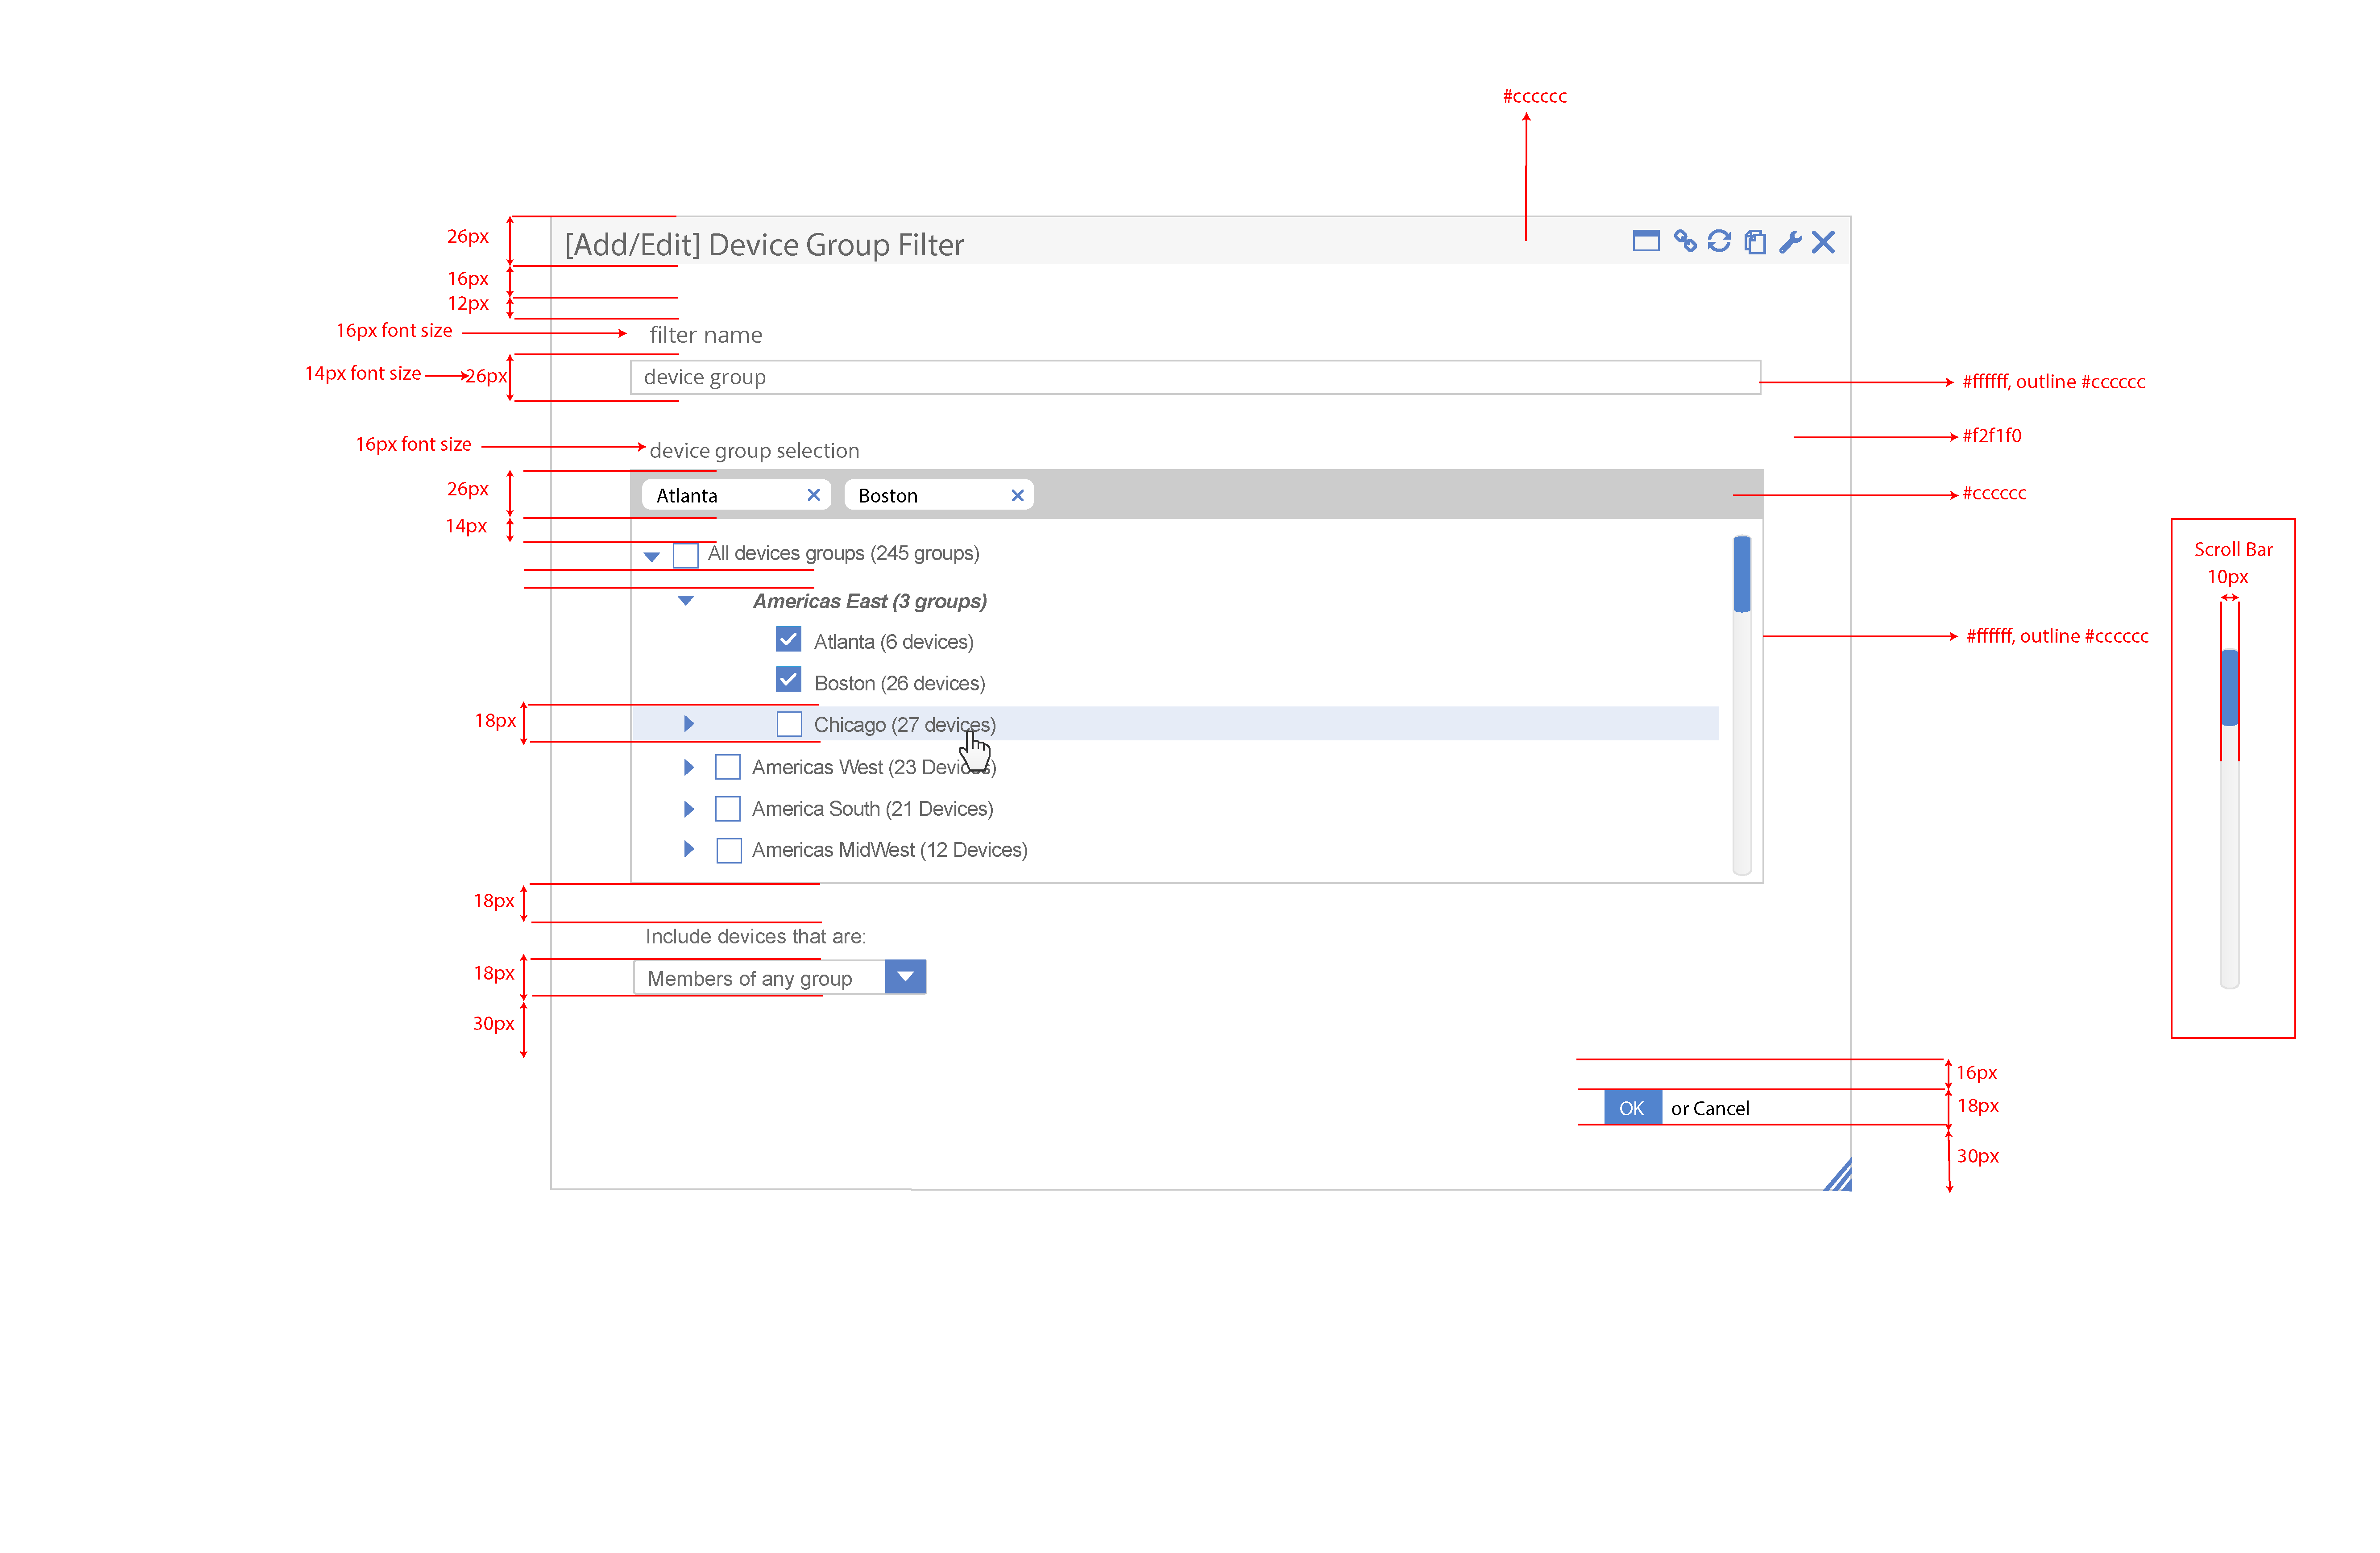 #cccccc
26px
[Add/Edit] Device Group Filter
16px
12px
16px font size
filter name
14px font size
26px
device group
#ffffff, outline #cccccc
#f2f1f0
16px font size
device group selection
26px
Atlanta
Boston
#cccccc
14px
All devices groups (245 groups)
Scroll Bar
10px
Americas East (3 groups)
Atlanta (6 devices)
#ffffff, outline #cccccc
Boston (26 devices)
18px
Chicago (27 devices)
Americas West (23 Devices)
America South (21 Devices)
Americas MidWest (12 Devices)
18px
Include devices that are:
18px
Members of any group
30px
16px
OK or Cancel
18px
30px